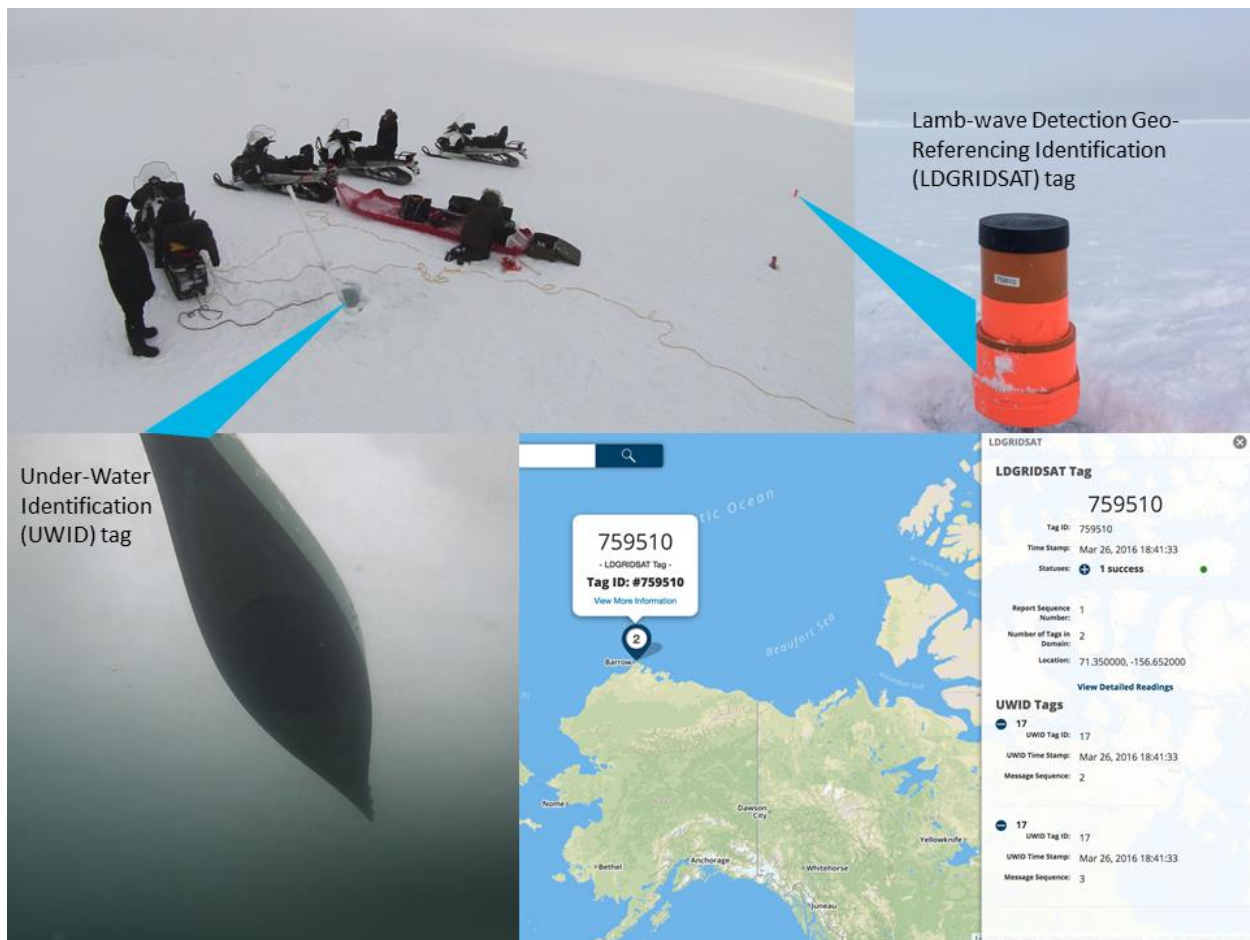 Lamb-wave Detection Geo-
Referencing Identification
(LDGRIDSAT) tag
Under-Water
Identification
(UWID) tag
759510
- LDGRIDSAT Tag -
Tag ID: #759510
View More Information
2
tic Ocean
Beaufort Sea
Barrow
Nome
Bethel
Anchorage
Dawson
City
Whitehorse
Juneau
Yellowknife
LDGRIDSAT
LDGRIDSAT Tag
759510
Tag ID: 759510
Time Stamp: Mar 26, 2016 18:41:33
Statuses: 1 success
Report Sequence
Number: 1
Number of Tags in
Domain: 2
Location: 71.350000, -156.652000
View Detailed Readings
UWID Tags
17
UWID Tag ID: 17
UWID Time Stamp: Mar 26, 2016 18:41:33
Message Sequence: 2
17
UWID Tag ID: 17
UWID Time Stamp: Mar 26, 2016 18:41:33
Message Sequence: 3